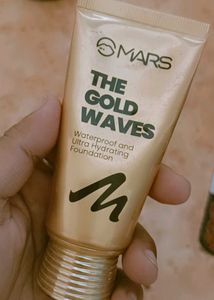 MARS
THE
GOLD
WAVES
Waterproof and
Ultra Hydrating
Foundation